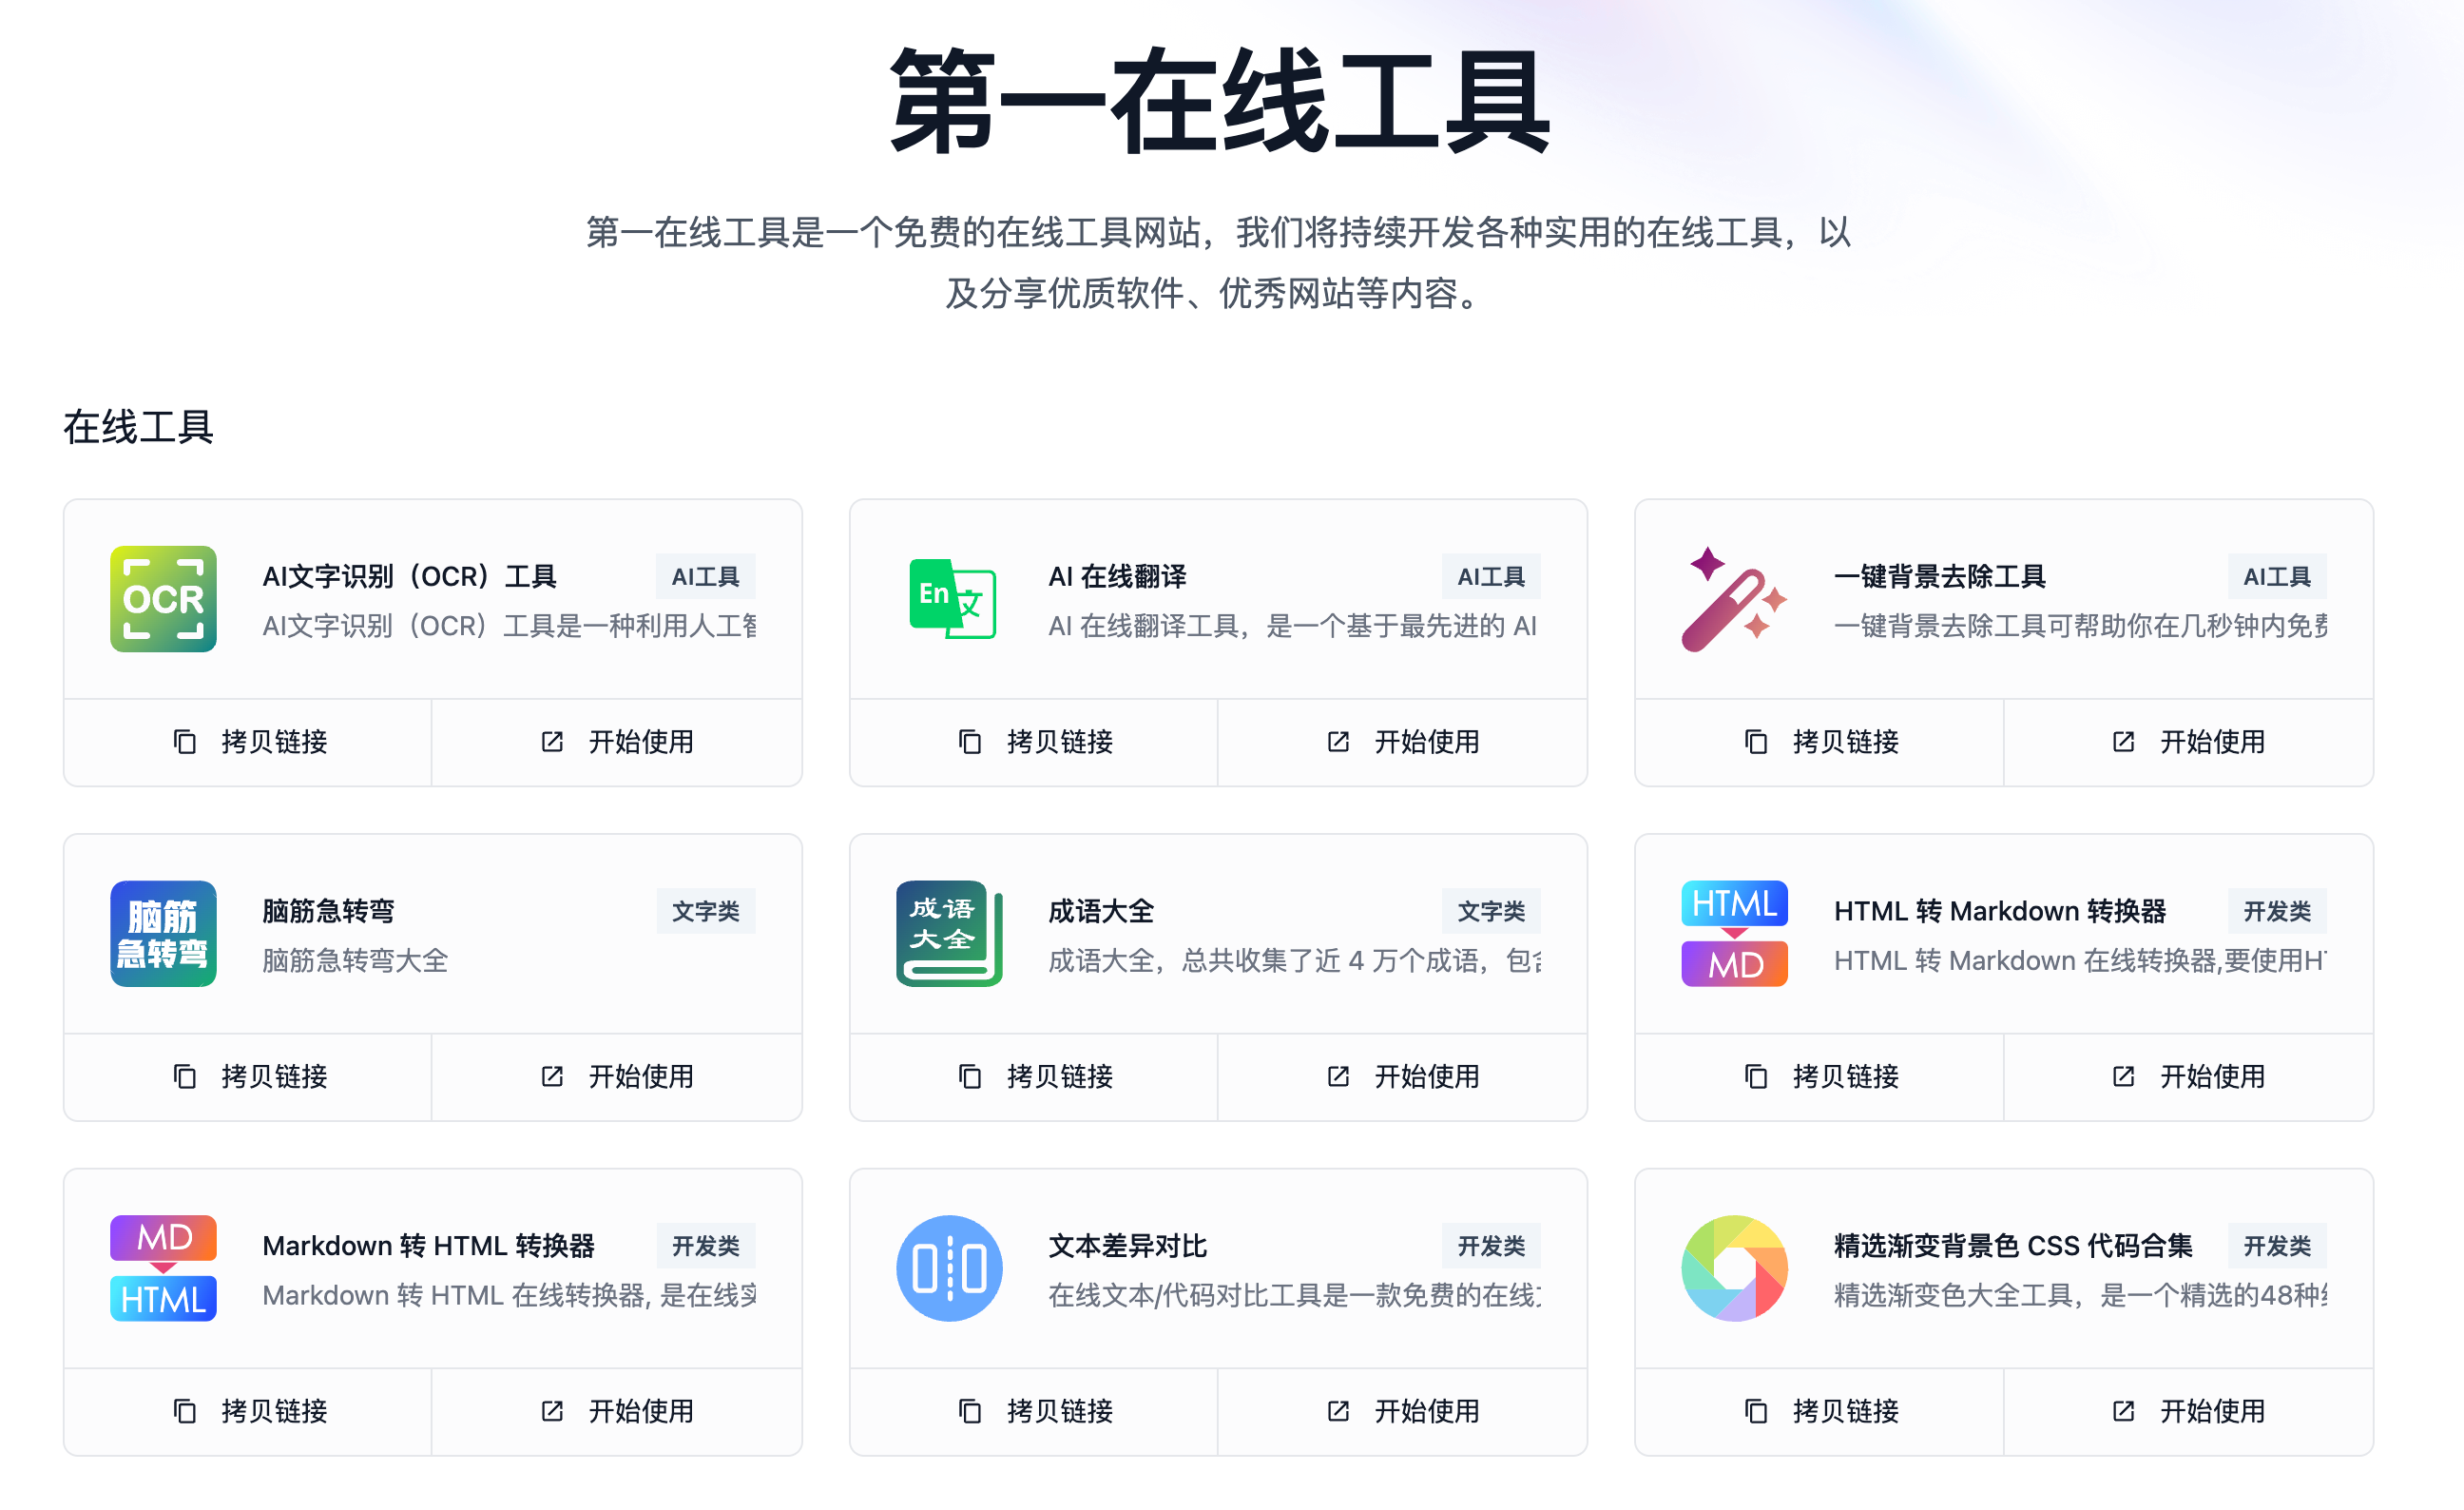 第一在线工具
第一在线工具是一个免费的在线工具网站，我们将持续开发各种实用的在线工具，以
及分享优质软件、优秀网站等内容。
在线工具
OCR
AI文字识别（OCR）工具
AI工具
AI文字识别（OCR）工具是一种利用人工智
拷贝链接
开始使用
En文
AI 在线翻译
AI工具
AI 在线翻译工具，是一个基于最先进的 AI
拷贝链接
开始使用
一键背景去除工具
AI工具
一键背景去除工具可帮助你在几秒钟内免费
拷贝链接
开始使用
脑筋
急转弯
脑筋急转弯
文字类
脑筋急转弯大全
拷贝链接
开始使用
成语
大全
成语大全
文字类
成语大全，总共收集了近 4 万个成语，包含
拷贝链接
开始使用
HTML
MD
HTML 转 Markdown 转换器
开发类
HTML 转 Markdown 在线转换器,要使用HT
拷贝链接
开始使用
MD
HTML
Markdown 转 HTML 转换器
开发类
Markdown 转 HTML 在线转换器, 是在线实
拷贝链接
开始使用
文本差异对比
开发类
在线文本/代码对比工具是一款免费的在线
拷贝链接
开始使用
精选渐变背景色 CSS 代码合集
开发类
精选渐变色大全工具，是一个精选的48种
拷贝链接
开始使用